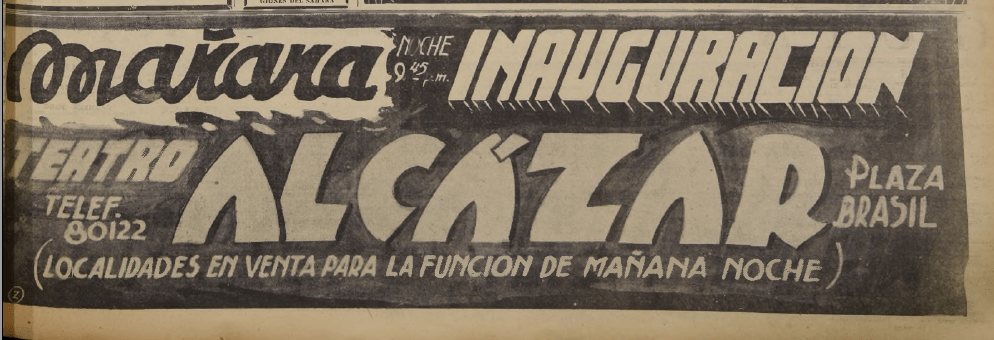 mañana NOCHE 9.45 p.m. INAUGURACION
TEATRO ALCÁZAR PLAZA BRASIL
TELEF. 80122
(LOCALIDADES EN VENTA PARA LA FUNCION DE MAÑANA NOCHE)